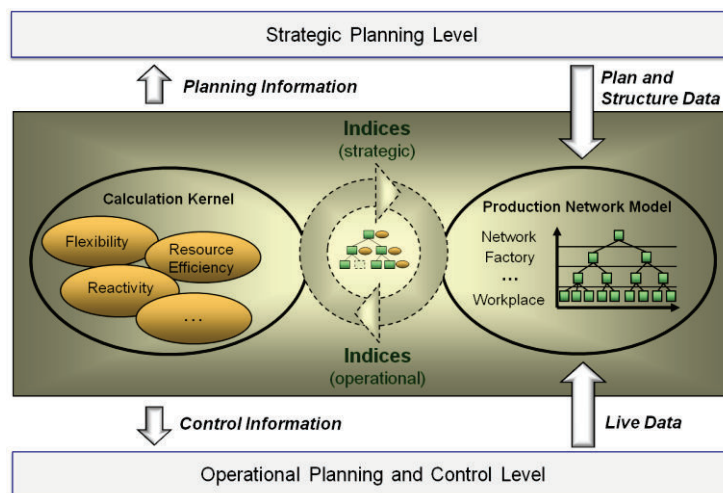 Strategic Planning Level
Planning Information
Plan and
Structure Data
Indices
(strategic)
Calculation Kernel
Flexibility
Resource
Efficiency
Reactivity
...
Production Network Model
Network
Factory
...
Workplace
Indices
(operational)
Control Information
Live Data
Operational Planning and Control Level